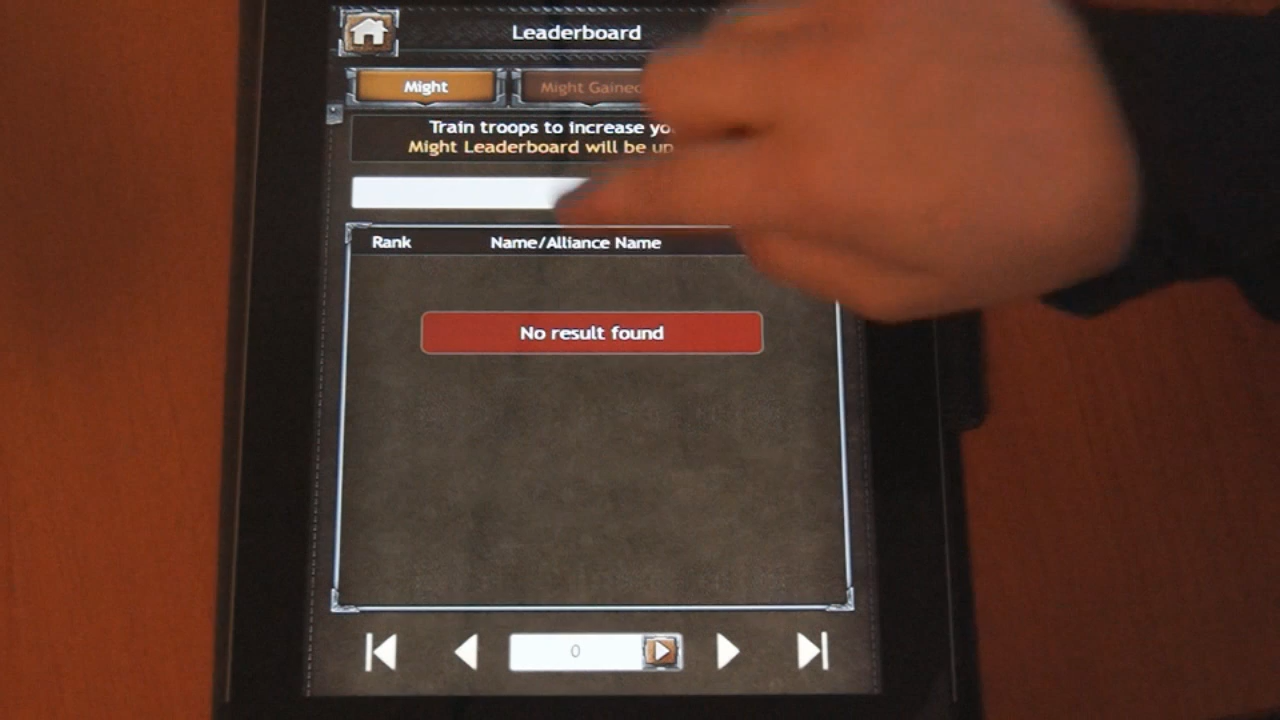 Leaderboard
Might
Might Gained
Train troops to increase
Might Leaderboard will be
Rank
Name/Alliance Name
No result found
0